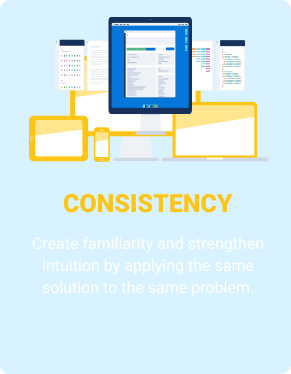 CONSISTENCY
Create familiarity and strengthen
intuition by applying the same
solution to the same problem.